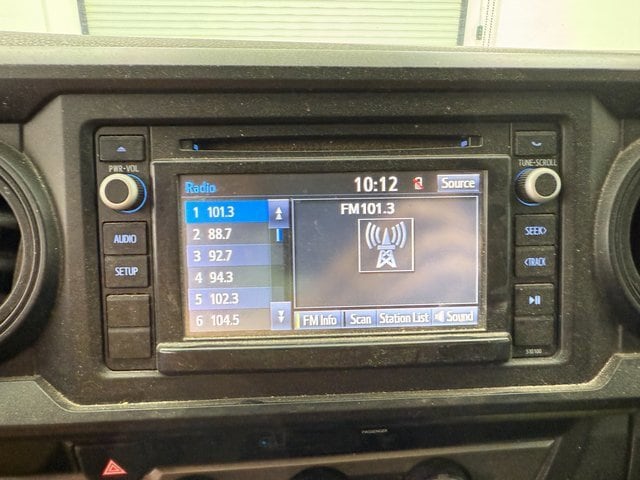 PWR•VOL
TUNE•SCROLL
Radio
10:12
Source
1 101.3
FM101.3
2 88.7
AUDIO
SEEK>
3 92.7
4 94.3
SETUP
<TRACK
5 102.3
6 104.5
FM Info
Scan
Station List
Sound
510100
PASSENGER